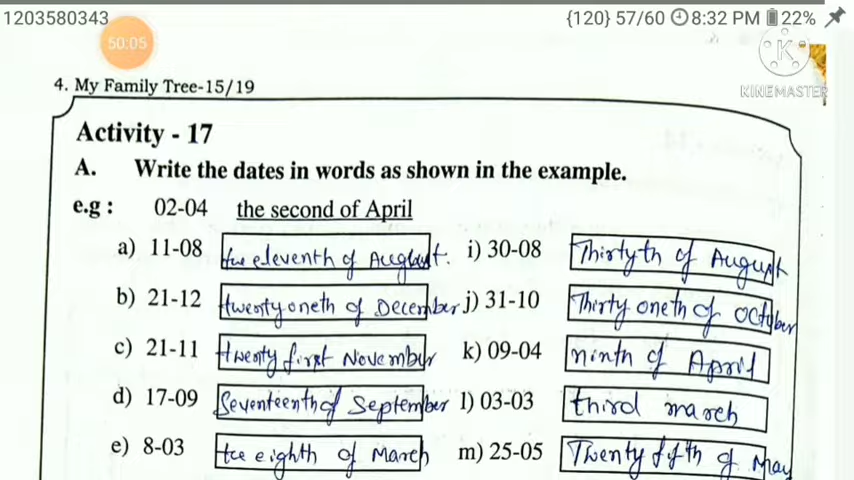 1203580343 {120} 57/60 8:32 PM 22%
50:05
KINEMASTER
4. My Family Tree-15/19
Activity - 17
A. Write the dates in words as shown in the example.
e.g : 02-04 the second of April
a) 11-08 the eleventh of August. i) 30-08 Thirtyth of August
b) 21-12 twenty oneth of December j) 31-10 Thirty oneth of October
c) 21-11 twenty first November k) 09-04 ninth of April
d) 17-09 Seventeenth of September l) 03-03 third march
e) 8-03 the eighth of March m) 25-05 Twenty fifth of May